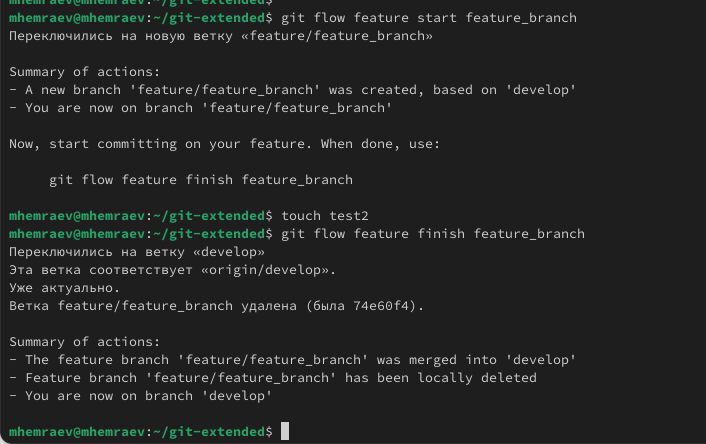 mhemraev@mhemraev:~/git-extended$
mhemraev@mhemraev:~/git-extended$ git flow feature start feature_branch
Переключились на новую ветку «feature/feature_branch»
Summary of actions:
- A new branch 'feature/feature_branch' was created, based on 'develop'
- You are now on branch 'feature/feature_branch'
Now, start committing on your feature. When done, use:
git flow feature finish feature_branch
mhemraev@mhemraev:~/git-extended$ touch test2
mhemraev@mhemraev:~/git-extended$ git flow feature finish feature_branch
Переключились на ветку «develop»
Эта ветка соответствует «origin/develop».
Уже актуально.
Ветка feature/feature_branch удалена (была 74e60f4).
Summary of actions:
- The feature branch 'feature/feature_branch' was merged into 'develop'
- Feature branch 'feature/feature_branch' has been locally deleted
- You are now on branch 'develop'
mhemraev@mhemraev:~/git-extended$